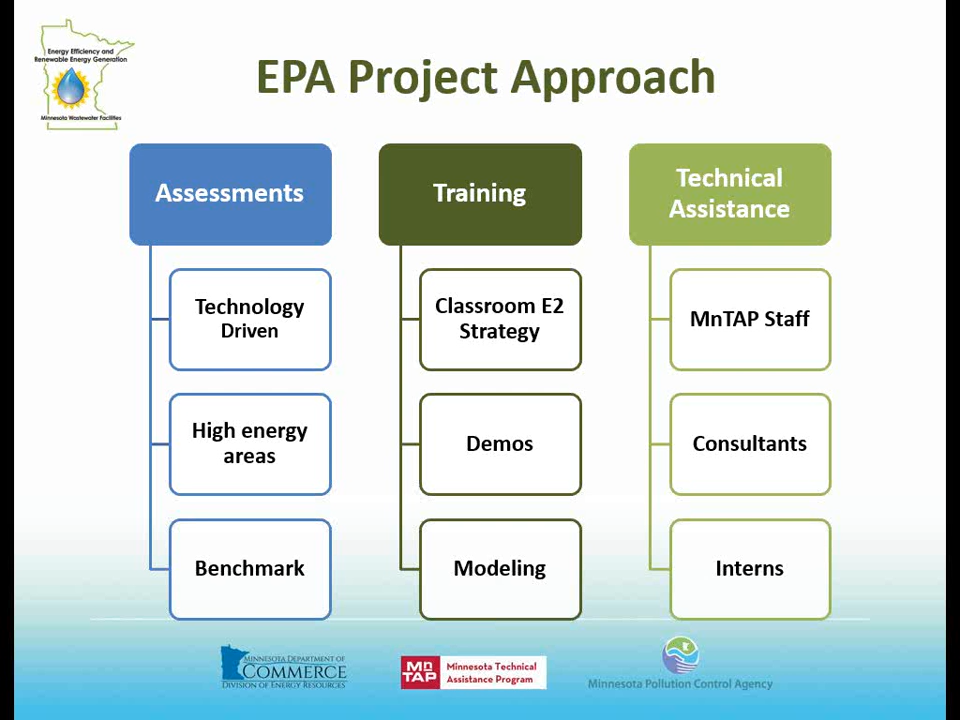 Energy Efficiency and
Renewable Energy Generation
Minnesota Wastewater Facilities
EPA Project Approach
Assessments
Technology
Driven
High energy
areas
Benchmark
Training
Classroom E2
Strategy
Demos
Modeling
Technical
Assistance
MnTAP Staff
Consultants
Interns
MINNESOTA DEPARTMENT OF
COMMERCE
DIVISION OF ENERGY RESOURCES
Mn
TAP
Minnesota Technical
Assistance Program
Minnesota Pollution Control Agency